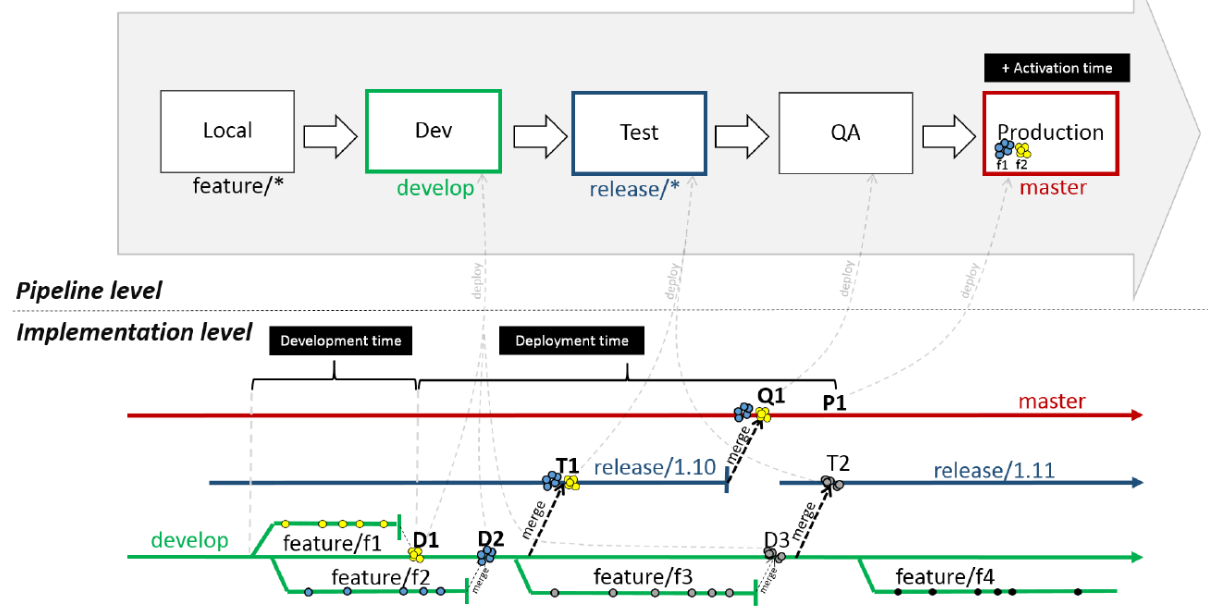 + Activation time
Local
Dev
Test
QA
Production
f1 f2
feature/*
develop
release/*
master
deploy
deploy
deploy
deploy
Pipeline level
Implementation level
Development time
Deployment time
Q1
P1
master
merge
T1
release/1.10
T2
release/1.11
merge
merge
develop
feature/f1
D1
D2
D3
feature/f2
merge
feature/f3
merge
feature/f4